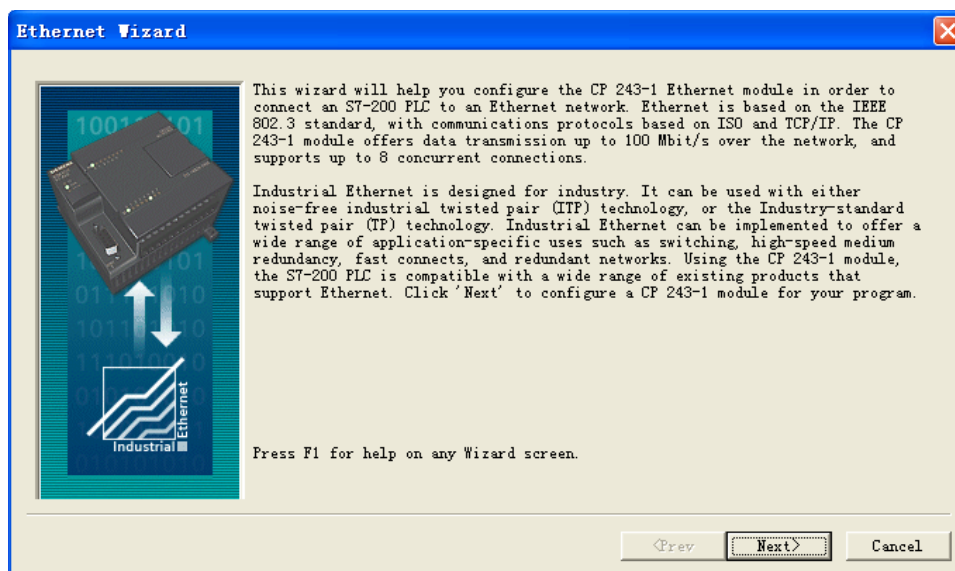 Ethernet Wizard
This wizard will help you configure the CP 243-1 Ethernet module in order to
connect an S7-200 PLC to an Ethernet network. Ethernet is based on the IEEE
802.3 standard, with communications protocols based on ISO and TCP/IP. The CP
243-1 module offers data transmission up to 100 Mbit/s over the network, and
supports up to 8 concurrent connections.
Industrial Ethernet is designed for industry. It can be used with either
noise-free industrial twisted pair (ITP) technology, or the Industry-standard
twisted pair (TP) technology. Industrial Ethernet can be implemented to offer a
wide range of application-specific uses such as switching, high-speed medium
redundancy, fast connects, and redundant networks. Using the CP 243-1 module,
the S7-200 PLC is compatible with a wide range of existing products that
support Ethernet. Click 'Next' to configure a CP 243-1 module for your program.
Industrial
Ethernet
Press F1 for help on any Wizard screen.
<Prev
Next>
Cancel